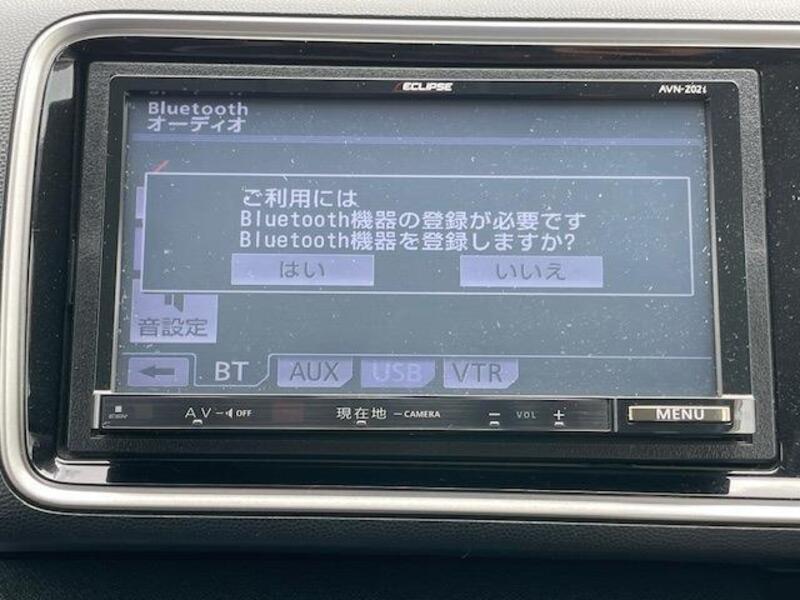 ECLIPSE
AVN-Z02i
Bluetooth
オーディオ
ご利用には
Bluetooth機器の登録が必要です
Bluetooth機器を登録しますか?
はい
いいえ
音設定
BT
AUX
USB
VTR
AV
OFF
現在地
CAMERA
VOL
MENU